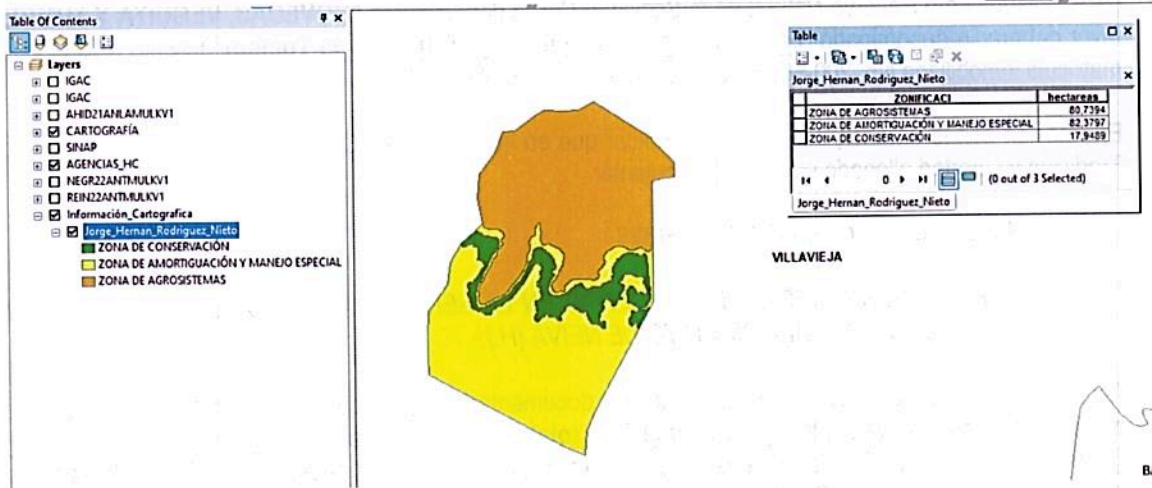 Table Of Contents
Layers
IGAC
IGAC
AHID21ANLAMULKV1
CARTOGRAFÍA
SINAP
AGENCIAS_HC
NEGR22ANTMULKV1
REIN22ANTMULKV1
Información_Cartografica
Jorge_Hernan_Rodriguez_Nieto
ZONA DE CONSERVACIÓN
ZONA DE AMORTIGUACIÓN Y MANEJO ESPECIAL
ZONA DE AGROSISTEMAS
Table
Jorge_Hernan_Rodriguez_Nieto
ZONIFICACI hectareas
ZONA DE AGROSISTEMAS 80,7394
ZONA DE AMORTIGUACIÓN Y MANEJO ESPECIAL 82,3797
ZONA DE CONSERVACIÓN 17,9489
0 (0 out of 3 Selected)
Jorge_Hernan_Rodriguez_Nieto
VILLAVIEJA